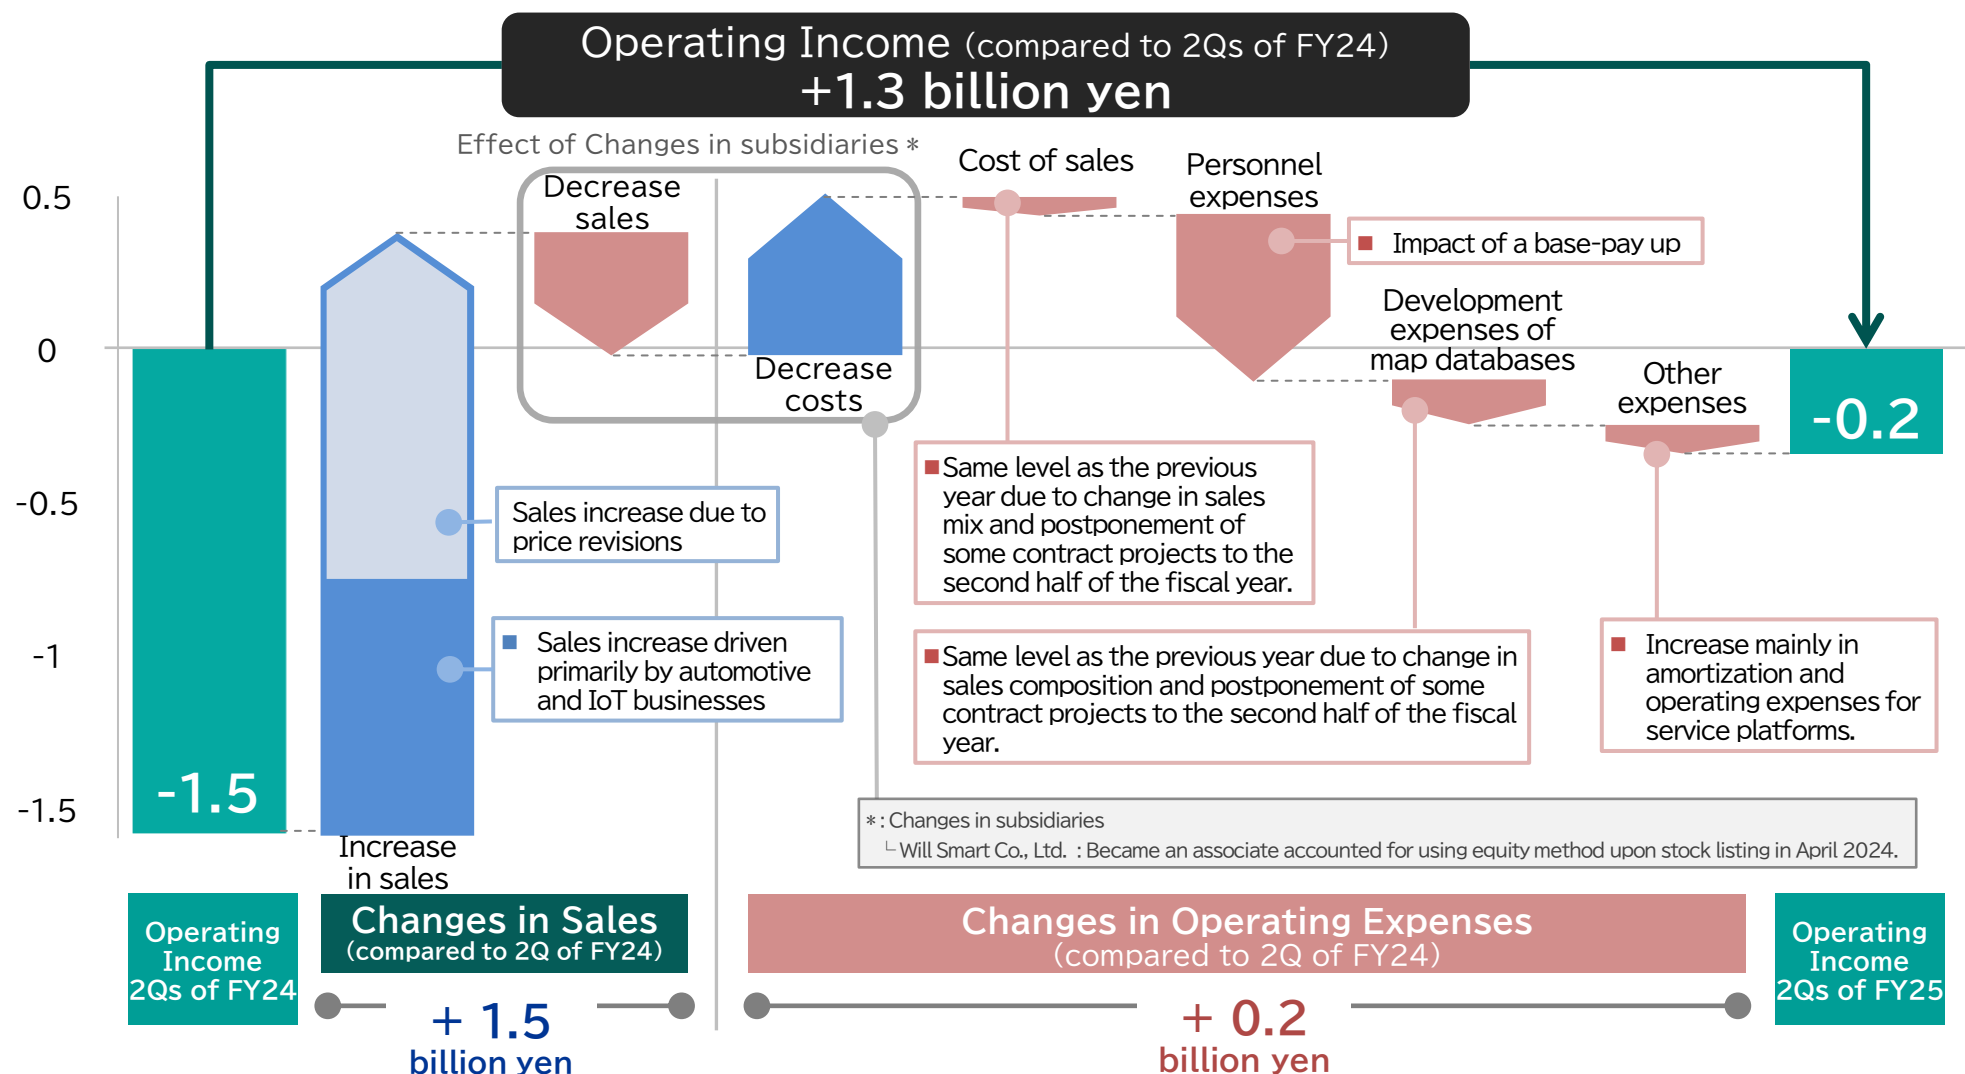 Operating Income (compared to 2Qs of FY24)
+1.3 billion yen
Effect of Changes in subsidiaries *
Decrease
sales
Decrease
costs
Cost of sales
Personnel
expenses
Impact of a base-pay up
Development
expenses of
map databases
Other
expenses
0.5
0
-0.5
-1
-1.5
-1.5
-0.2
Sales increase due to
price revisions
■ Sales increase driven
primarily by automotive
and IoT businesses
■ Same level as the previous
year due to change in sales
mix and postponement of
some contract projects to the
second half of the fiscal year.
■ Same level as the previous year due to change in
sales composition and postponement of some
contract projects to the second half of the fiscal
year.
■ Increase mainly in
amortization and
operating expenses for
service platforms.
*: Changes in subsidiaries
└ Will Smart Co., Ltd. : Became an associate accounted for using equity method upon stock listing in April 2024.
Increase
in sales
Operating
Income
2Qs of FY24
Changes in Sales
(compared to 2Q of FY24)
+ 1.5
billion yen
Changes in Operating Expenses
(compared to 2Q of FY24)
+ 0.2
billion yen
Operating
Income
2Qs of FY25